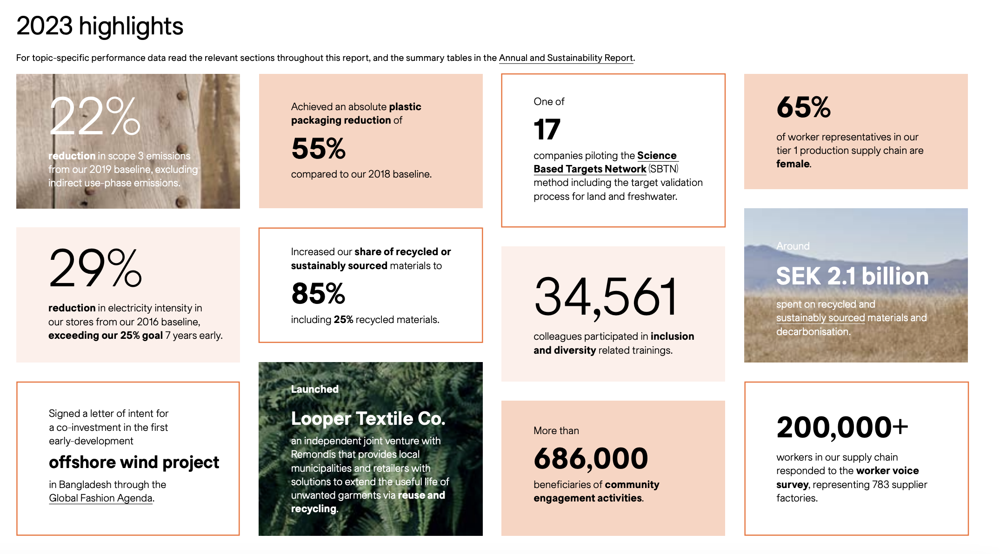 2023 highlights
For topic-specific performance data read the relevant sections throughout this report, and the summary tables in the Annual and Sustainability Report.
22%
reduction in scope 3 emissions
from our 2019 baseline, excluding
indirect use-phase emissions.
29%
reduction in electricity intensity in
our stores from our 2016 baseline,
exceeding our 25% goal 7 years early.
Signed a letter of intent for
a co-investment in the first
early-development
offshore wind project
in Bangladesh through the
Global Fashion Agenda.
Achieved an absolute plastic
packaging reduction of
55%
compared to our 2018 baseline.
Increased our share of recycled or
sustainably sourced materials to
85%
including 25% recycled materials.
Launched
Looper Textile Co.
an independent joint venture with
Remondis that provides local
municipalities and retailers with
solutions to extend the useful life of
unwanted garments via reuse and
recycling.
One of
17
companies piloting the Science
Based Targets Network (SBTN)
method including the target validation
process for land and freshwater.
34,561
colleagues participated in inclusion
and diversity related trainings.
More than
686,000
beneficiaries of community
engagement activities.
65%
of worker representatives in our
tier 1 production supply chain are
female.
Around
SEK 2.1 billion
spent on recycled and
sustainably sourced materials and
decarbonisation.
200,000+
workers in our supply chain
responded to the worker voice
survey, representing 783 supplier
factories.